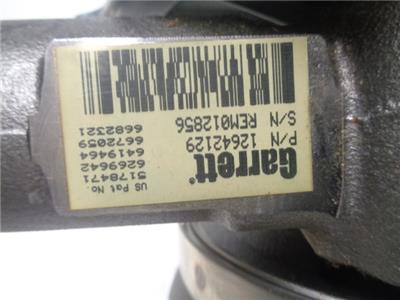 Garrett®
P/N 12642129
S/N REM012856
US Pat No.
5178471
6269642
6419464
6672059
6682321